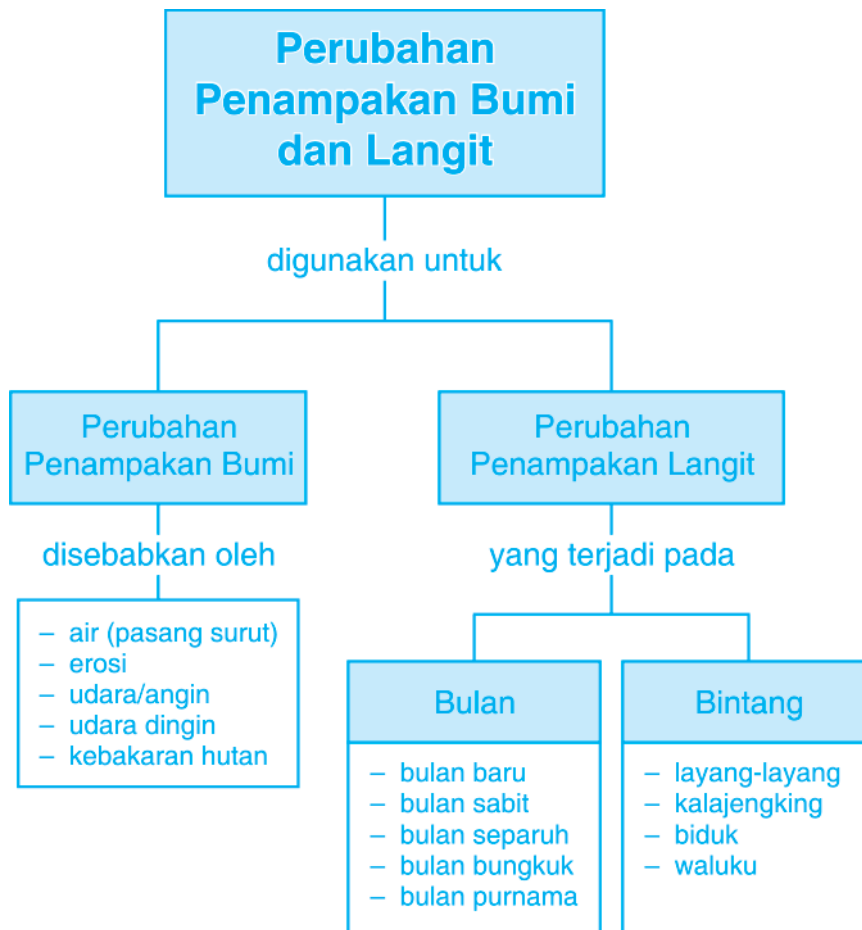 Perubahan
Penampakan Bumi
dan Langit
digunakan untuk
Perubahan
Penampakan Bumi
disebabkan oleh
– air (pasang surut)
– erosi
– udara/angin
– udara dingin
– kebakaran hutan
Perubahan
Penampakan Langit
yang terjadi pada
Bulan
– bulan baru
– bulan sabit
– bulan separuh
– bulan bungkuk
– bulan purnama
Bintang
– layang-layang
– kalajengking
– biduk
– waluku